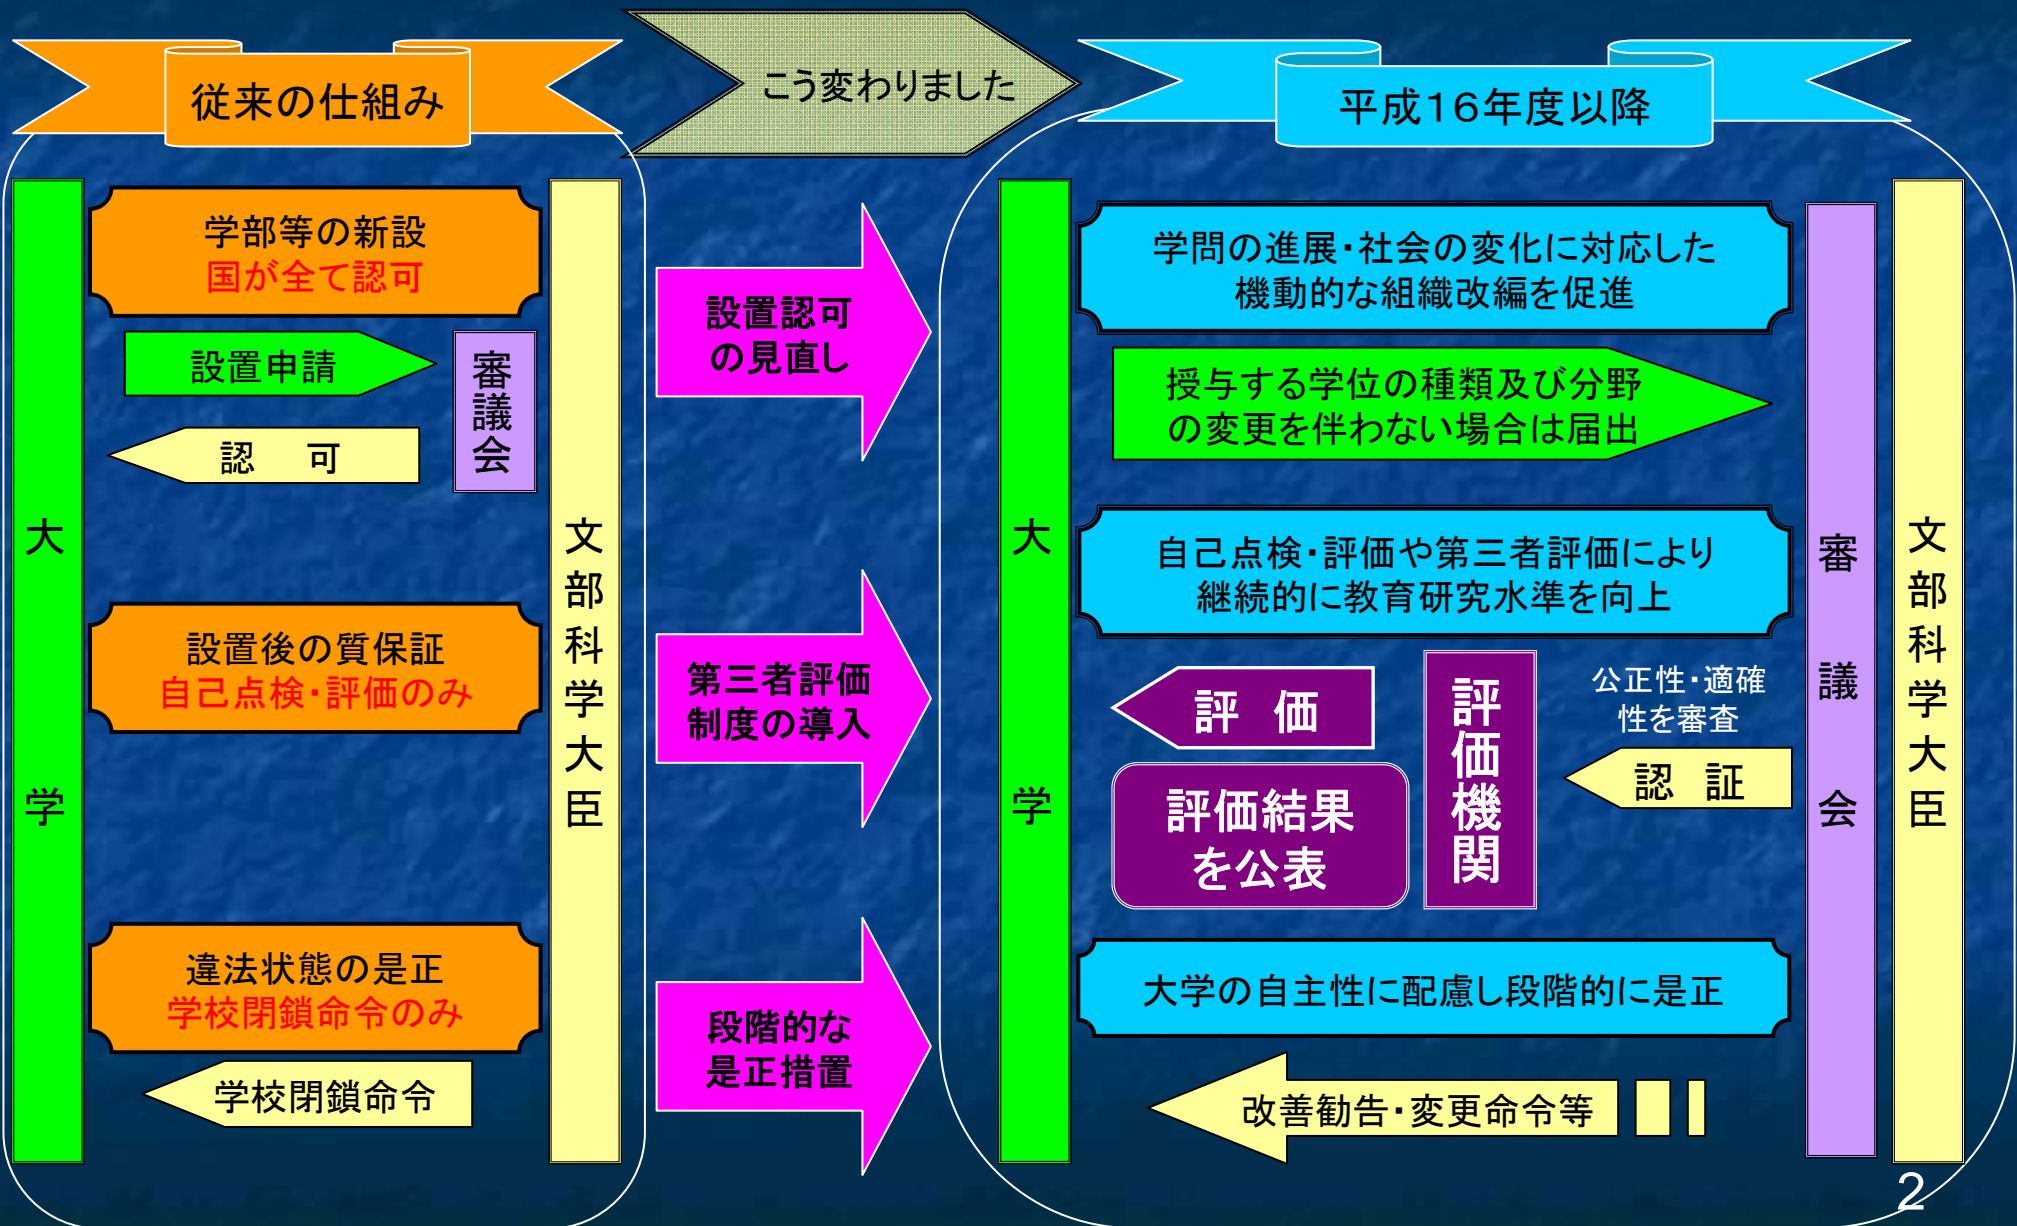 従来の仕組み
こう変わりました
平成16年度以降
大学
学部等の新設
国が全て認可
設置申請
認 可
審議会
設置後の質保証
自己点検・評価のみ
違法状態の是正
学校閉鎖命令のみ
学校閉鎖命令
文部科学大臣
設置認可
の見直し
第三者評価
制度の導入
段階的な
是正措置
大学
学問の進展・社会の変化に対応した
機動的な組織改編を促進
授与する学位の種類及び分野
の変更を伴わない場合は届出
自己点検・評価や第三者評価により
継続的に教育研究水準を向上
評 価
評価結果
を公表
評価機関
公正性・適確
性を審査
認 証
大学の自主性に配慮し段階的に是正
改善勧告・変更命令等
審議会
文部科学大臣
2